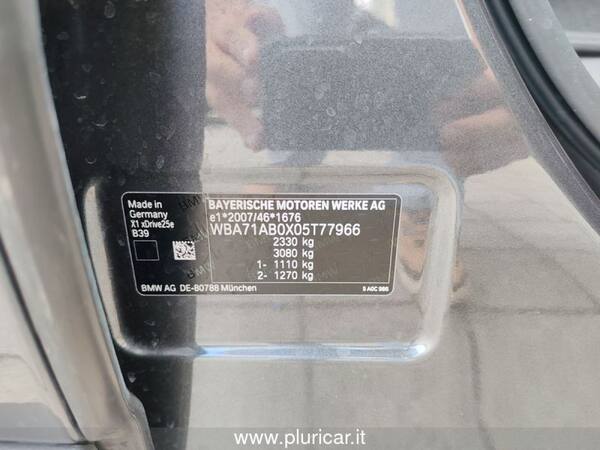 Made in
Germany
X1 xDrive25e
B39
BAYERISCHE MOTOREN WERKE AG
e1*2007/46*1676
WBA71AB0X05T77966
2330 kg
3080 kg
1- 1110 kg
2- 1270 kg
BMW AG DE-80788 München
www.pluricar.it